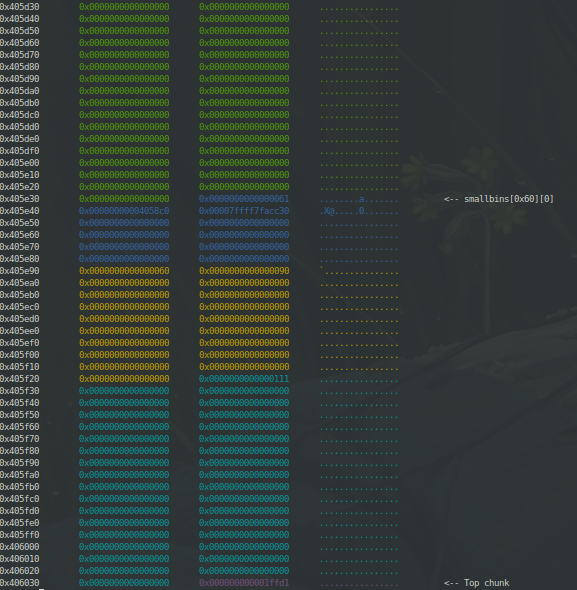 0x405d30 0x0000000000000000 0x0000000000000000 ................
0x405d40 0x0000000000000000 0x0000000000000000 ................
0x405d50 0x0000000000000000 0x0000000000000000 ................
0x405d60 0x0000000000000000 0x0000000000000000 ................
0x405d70 0x0000000000000000 0x0000000000000000 ................
0x405d80 0x0000000000000000 0x0000000000000000 ................
0x405d90 0x0000000000000000 0x0000000000000000 ................
0x405da0 0x0000000000000000 0x0000000000000000 ................
0x405db0 0x0000000000000000 0x0000000000000000 ................
0x405dc0 0x0000000000000000 0x0000000000000000 ................
0x405dd0 0x0000000000000000 0x0000000000000000 ................
0x405de0 0x0000000000000000 0x0000000000000000 ................
0x405df0 0x0000000000000000 0x0000000000000000 ................
0x405e00 0x0000000000000000 0x0000000000000000 ................
0x405e10 0x0000000000000000 0x0000000000000000 ................
0x405e20 0x0000000000000000 0x0000000000000000 ................
0x405e30 0x0000000000000000 0x0000000000000061 ........a....... <-- smallbins[0x60][0]
0x405e40 0x00000000004058c0 0x00007ffff7facc30 .X@.....0.......
0x405e50 0x0000000000000000 0x0000000000000000 ................
0x405e60 0x0000000000000000 0x0000000000000000 ................
0x405e70 0x0000000000000000 0x0000000000000000 ................
0x405e80 0x0000000000000000 0x0000000000000000 ................
0x405e90 0x0000000000000060 0x0000000000000090 `...............
0x405ea0 0x0000000000000000 0x0000000000000000 ................
0x405eb0 0x0000000000000000 0x0000000000000000 ................
0x405ec0 0x0000000000000000 0x0000000000000000 ................
0x405ed0 0x0000000000000000 0x0000000000000000 ................
0x405ee0 0x0000000000000000 0x0000000000000000 ................
0x405ef0 0x0000000000000000 0x0000000000000000 ................
0x405f00 0x0000000000000000 0x0000000000000000 ................
0x405f10 0x0000000000000000 0x0000000000000000 ................
0x405f20 0x0000000000000000 0x0000000000000111 ................
0x405f30 0x0000000000000000 0x0000000000000000 ................
0x405f40 0x0000000000000000 0x0000000000000000 ................
0x405f50 0x0000000000000000 0x0000000000000000 ................
0x405f60 0x0000000000000000 0x0000000000000000 ................
0x405f70 0x0000000000000000 0x0000000000000000 ................
0x405f80 0x0000000000000000 0x0000000000000000 ................
0x405f90 0x0000000000000000 0x0000000000000000 ................
0x405fa0 0x0000000000000000 0x0000000000000000 ................
0x405fb0 0x0000000000000000 0x0000000000000000 ................
0x405fc0 0x0000000000000000 0x0000000000000000 ................
0x405fd0 0x0000000000000000 0x0000000000000000 ................
0x405fe0 0x0000000000000000 0x0000000000000000 ................
0x405ff0 0x0000000000000000 0x0000000000000000 ................
0x406000 0x0000000000000000 0x0000000000000000 ................
0x406010 0x0000000000000000 0x0000000000000000 ................
0x406020 0x0000000000000000 0x0000000000000000 ................
0x406030 0x0000000000000000 0x000000000001ffd1 ................ <-- Top chunk